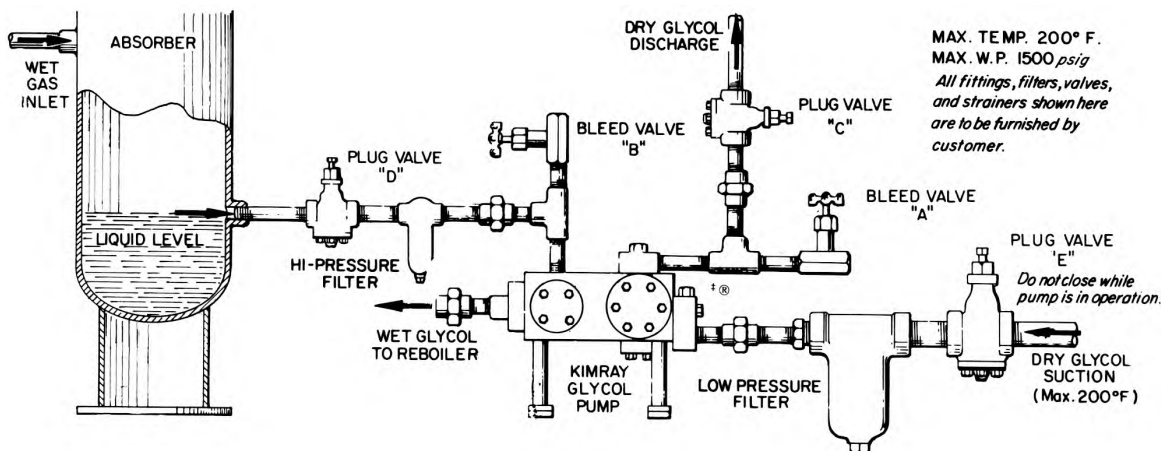 ABSORBER
WET
GAS
INLET
PLUG VALVE
"D"
LIQUID LEVEL
HI-PRESSURE
FILTER
BLEED VALVE
"B"
DRY GLYCOL
DISCHARGE
PLUG VALVE
"C"
MAX. TEMP. 200° F.
MAX. W.P. 1500 psig
All fittings, filters, valves,
and strainers shown here
are to be furnished by
customer.
BLEED VALVE
"A"
PLUG VALVE
'E"
Do not close while
pump is in operation.
‡®
WET GLYCOL
TO REBOILER
KIMRAY
GLYCOL
PUMP
LOW PRESSURE
FILTER
DRY GLYCOL
SUCTION
(Max. 200°F)